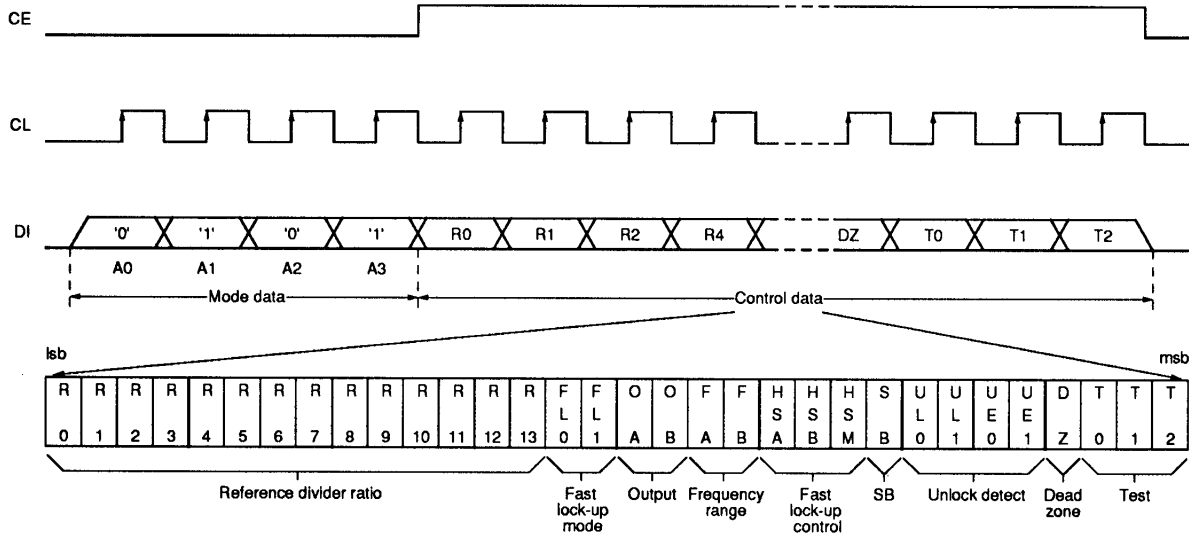 CE
CL
DI '0' '1' '0' '1' R0 R1 R2 R4 DZ T0 T1 T2
A0 A1 A2 A3
Mode data Control data
lsb msb
R R R R R R R R R R R R R R F F O O F F H H H S U U U U D T T T
L L S S S L L E E
0 1 2 3 4 5 6 7 8 9 10 11 12 13 0 1 A B A B A B M B 0 1 0 1 Z 0 1 2
Reference divider ratio Fast Output Frequency Fast SB Unlock detect Dead Test
lock-up range lock-up zone
mode control